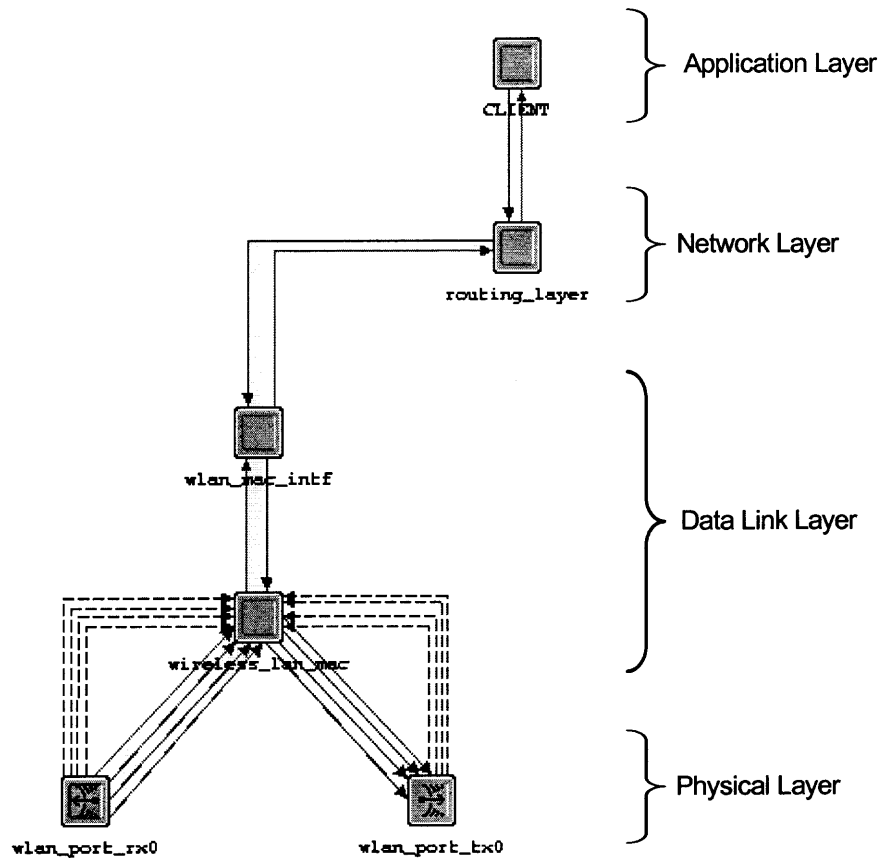 Application Layer
CLIENT
Network Layer
routing_layer
wlan_mac_intf
Data Link Layer
wireless_lan_mac
Physical Layer
wlan_port_rx0
wlan_port_tx0